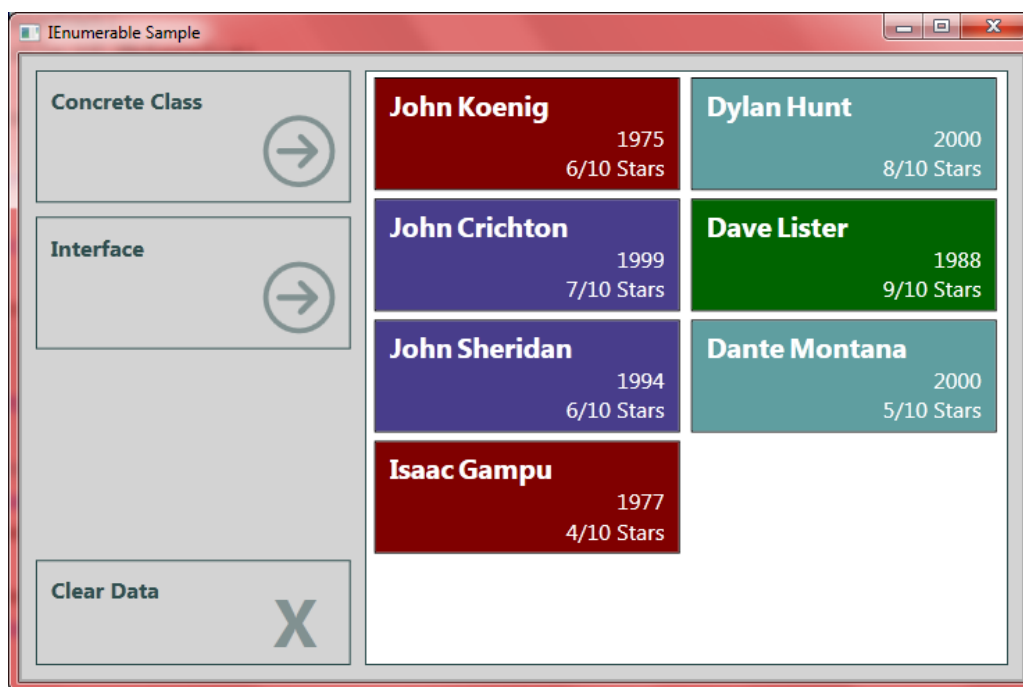 IEnumerable Sample
Concrete Class
Interface
Clear Data
X
John Koenig
1975
6/10 Stars
Dylan Hunt
2000
8/10 Stars
John Crichton
1999
7/10 Stars
Dave Lister
1988
9/10 Stars
John Sheridan
1994
6/10 Stars
Dante Montana
2000
5/10 Stars
Isaac Gampu
1977
4/10 Stars